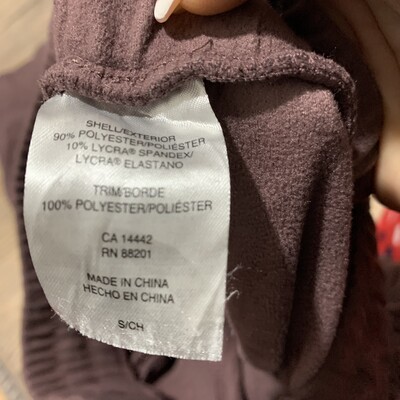 SHELL/EXTERIOR
90% POLYESTER/POLIÉSTER
10% LYCRA® SPANDEX/
LYCRA® ELASTANO
TRIM/BORDE
100% POLYESTER/POLIÉSTER
CA 14442
RN 88201
MADE IN CHINA
HECHO EN CHINA
S/CH